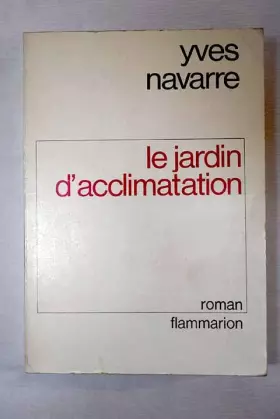 yves
navarre
le jardin
d'acclimatation
roman
flammarion